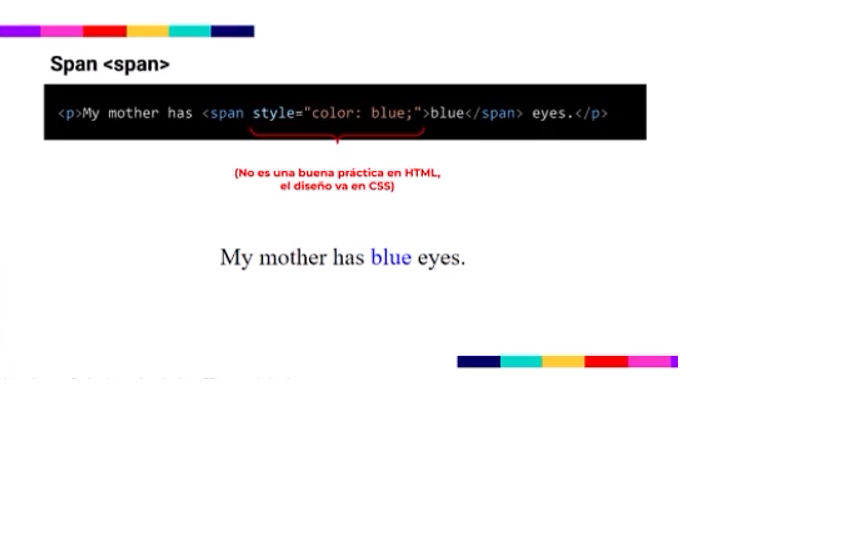 Span <span>
<p>My mother has <span style="color: blue;">blue</span> eyes.</p>
(No es una buena práctica en HTML,
el diseño va en CSS)
My mother has blue eyes.